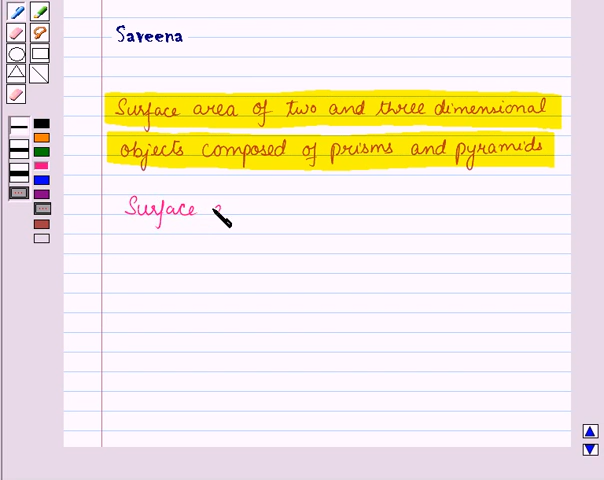 Saveena
Surface area of two and three dimensional
objects composed of prisms and pyramids
Surface